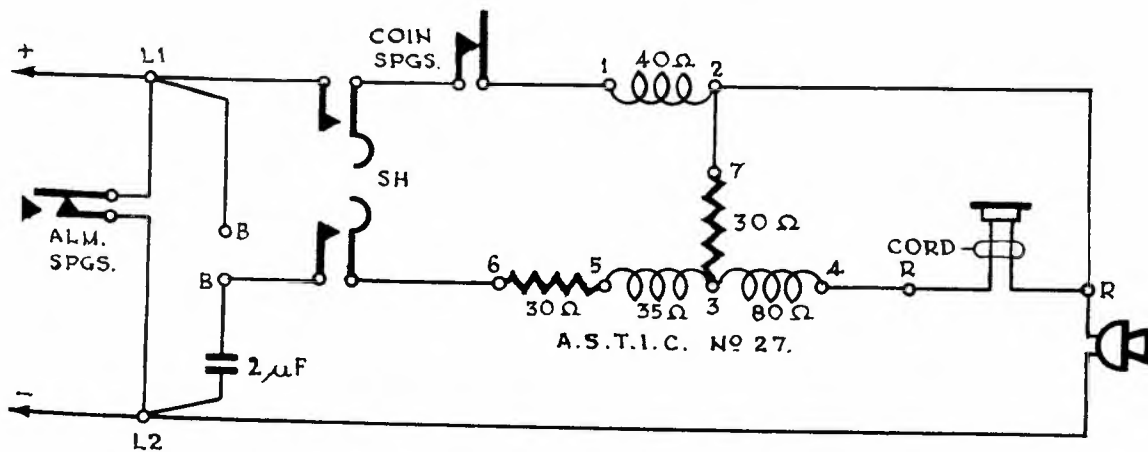 COIN
SPGS.
+
L1
1
40Ω
2
SH
7
30Ω
ALM.
SPGS.
B
B
CORD
6
5
3
4
R
R
30Ω
35Ω
80Ω
A.S.T.I.C. Nº 27.
2µF
-
L2